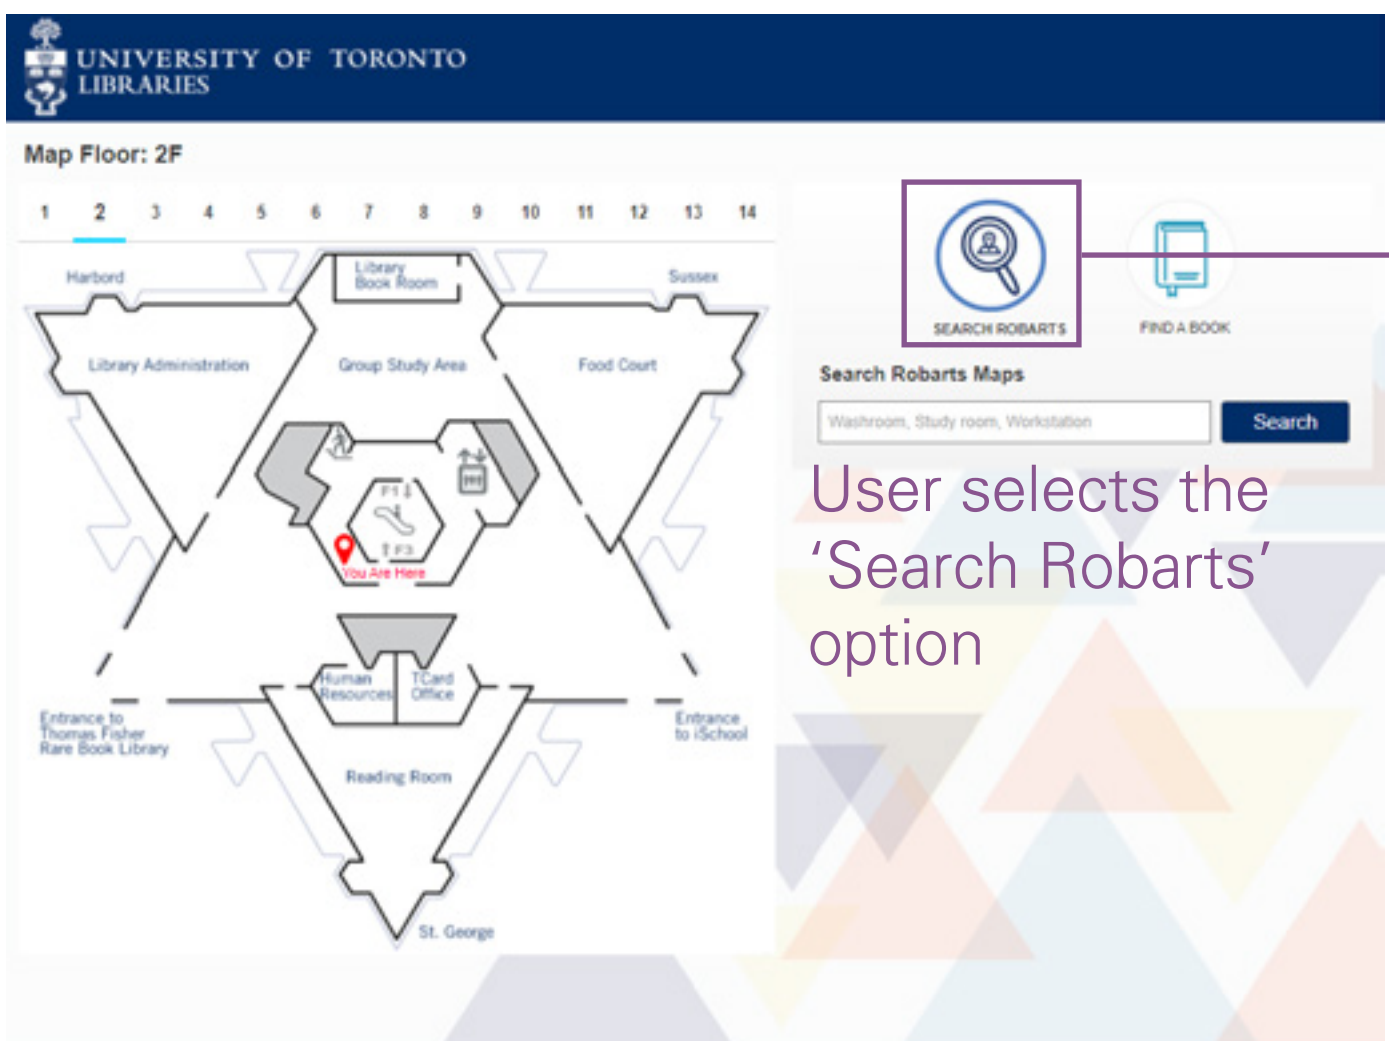 UNIVERSITY OF TORONTO
LIBRARIES
Map Floor: 2F
1 2 3 4 5 6 7 8 9 10 11 12 13 14
Harbord
Library
Book Room
Sussex
Library Administration
Group Study Area
Food Court
F1
F3
You Are Here
Human
Resources
TCard
Office
Entrance to
Thomas Fisher
Rare Book Library
Entrance
to iSchool
Reading Room
St. George
SEARCH ROBARTS
FIND A BOOK
Search Robarts Maps
Washroom, Study room, Workstation
Search
User selects the
‘Search Robarts’
option